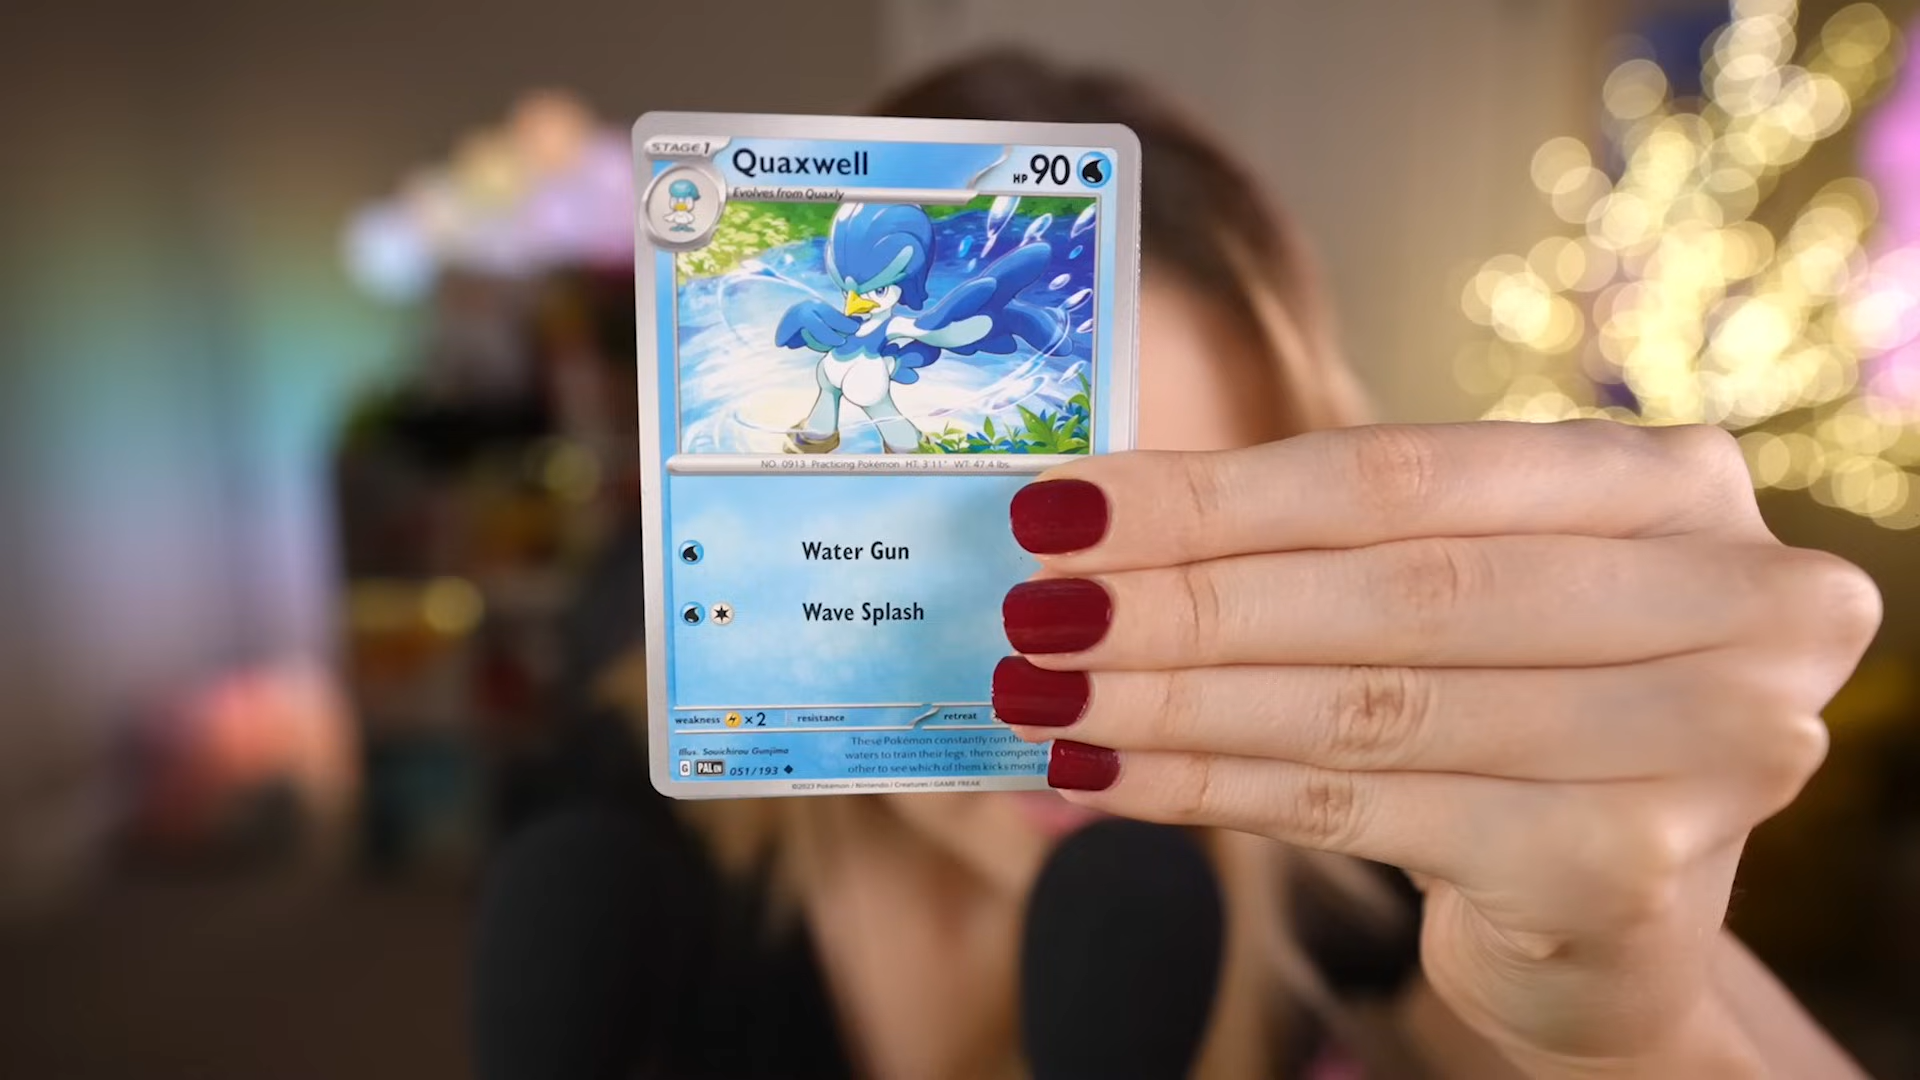 STAGE 1
Quaxwell
HP 90
Evolves from Quaxly
NO. 0913 Practicing Pokémon HT: 3'11" WT: 47.4 lbs.
Water Gun
Wave Splash
weakness ×2 resistance retreat
Illus. Souichirou Gunjima
These Pokémon constantly run
waters to train their legs, then compete
other to see which of them kicks most
G PAL EN 051/193
©2023 Pokémon / Nintendo / Creatures / GAME FREAK